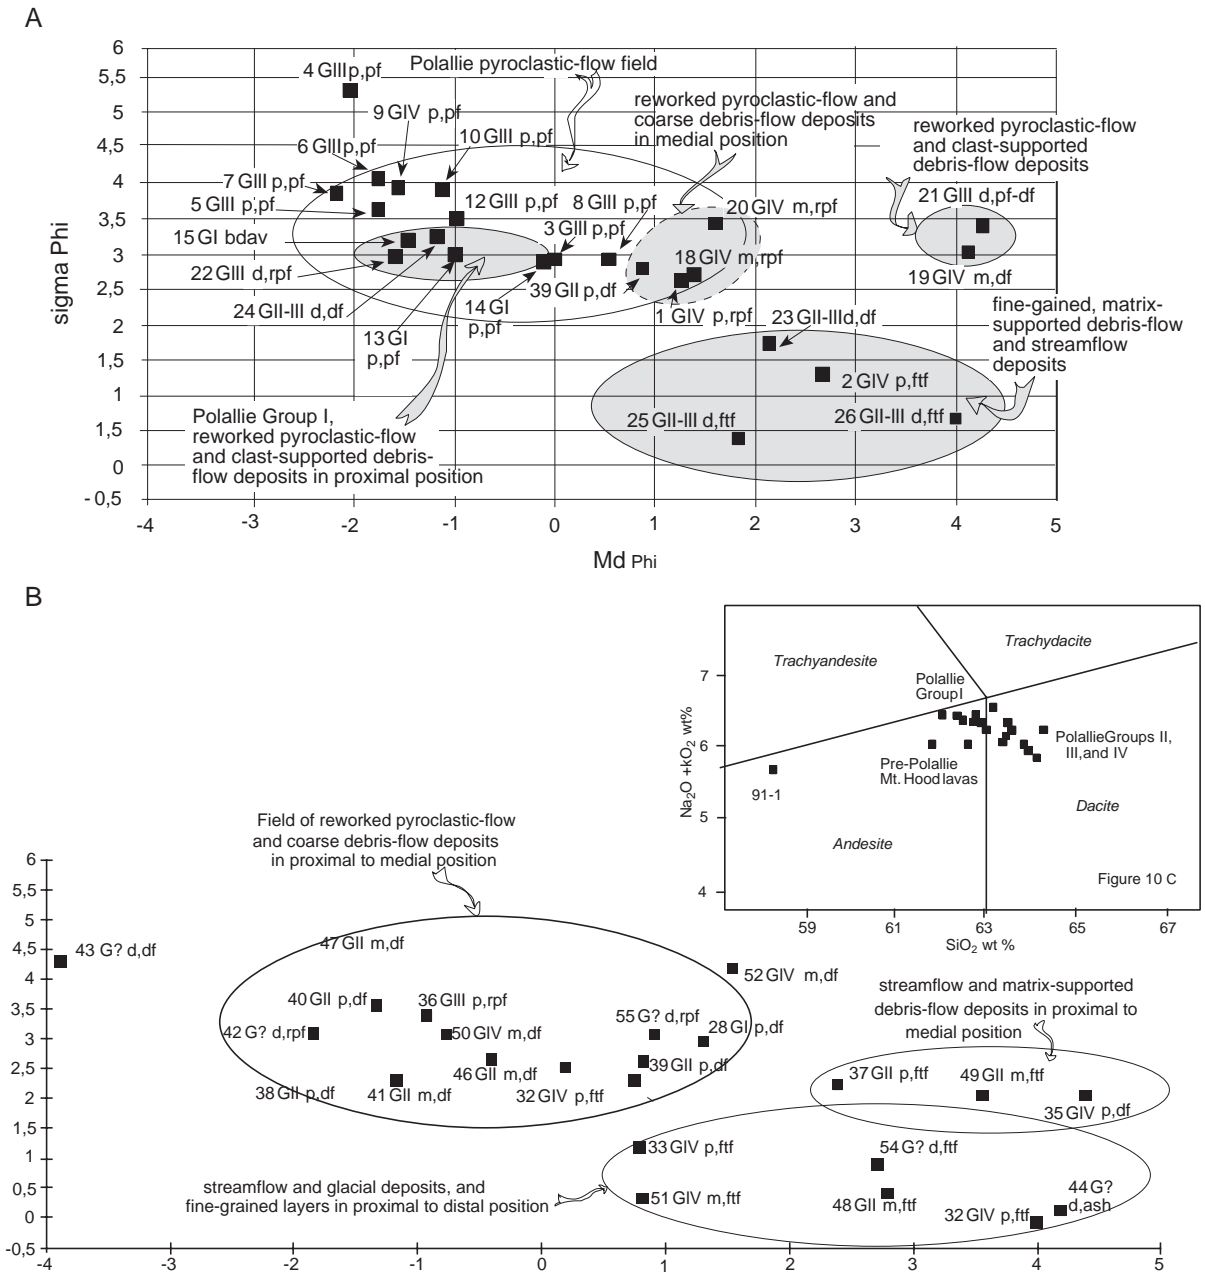 A
6
5,5
5
4,5
4
3,5
3
2,5
2
1,5
1
1,5
0
- 0,5
sigma Phi
-4
-3
-2
-1
0
1
2
3
4
5
Md Phi
4 GIII p,pf
Polallie pyroclastic-flow field
9 GIV p,pf
10 GIII p,pf
6 GIII p,pf
7 GIII p,pf
5 GIII p,pf
12 GIII p,pf
8 GIII p,pf
3 GIII p,pf
15 GI bdav
22 GIII d,rpf
24 GII-III d,df
13 GI
p,pf
14 GI
p,pf
39 GII p,df
reworked pyroclastic-flow and
coarse debris-flow deposits
in medial position
20 GIV m,rpf
18 GIV m,rpf
1 GIV p,rpf
reworked pyroclastic-flow
and clast-supported
debris-flow deposits
21 GIII d,pf-df
19 GIV m,df
fine-gained, matrix-
supported debris-flow
and streamflow
deposits
23 GII-IIId,df
2 GIV p,ftf
25 GII-III d,ftf
26 GII-III d,ftf
Polallie Group I,
reworked pyroclastic-flow
and clast-supported debris-
flow deposits in proximal position
B
Trachyandesite
Trachydacite
Polallie
Group I
Polallie Groups II,
III, and IV
Pre-Polallie
Mt. Hood lavas
91-1
Andesite
Dacite
Figure 10 C
7
6
5
4
Na2O +kO2 wt%
59
61
63
65
67
SiO2 wt %
Field of reworked pyroclastic-flow
and coarse debris-flow deposits
in proximal to medial position
6
5,5
5
4,5
4
3,5
3
2,5
2
1,5
1
0,5
0
-0,5
-4
-3
-2
-1
0
1
2
3
4
5
43 G? d,df
47 GII m,df
40 GII p,df
36 GIII p,rpf
42 G? d,rpf
50 GIV m,df
46 GII m,df
38 GII p,df
41 GII m,df
32 GIV p,ftf
55 G? d,rpf
28 GI p,df
39 GII p,df
52 GIV m,df
streamflow and matrix-supported
debris-flow deposits in proximal to
medial position
37 GII p,ftf
49 GII m,ftf
35 GIV p,df
33 GIV p,ftf
54 G? d,ftf
51 GIV m,ftf
48 GII m,ftf
44 G?
d,ash
32 GIV p,ftf
streamflow and glacial deposits, and
fine-grained layers in proximal to distal position